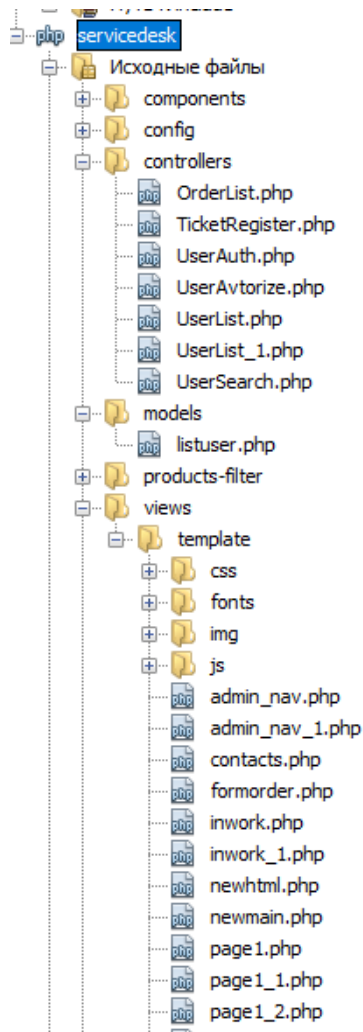 servicedesk
Исходные файлы
components
config
controllers
OrderList.php
TicketRegister.php
UserAuth.php
UserAvtorize.php
UserList.php
UserList_1.php
UserSearch.php
models
listuser.php
products-filter
views
template
css
fonts
img
js
admin_nav.php
admin_nav_1.php
contacts.php
formorder.php
inwork.php
inwork_1.php
newhtml.php
newmain.php
page1.php
page1_1.php
page1_2.php